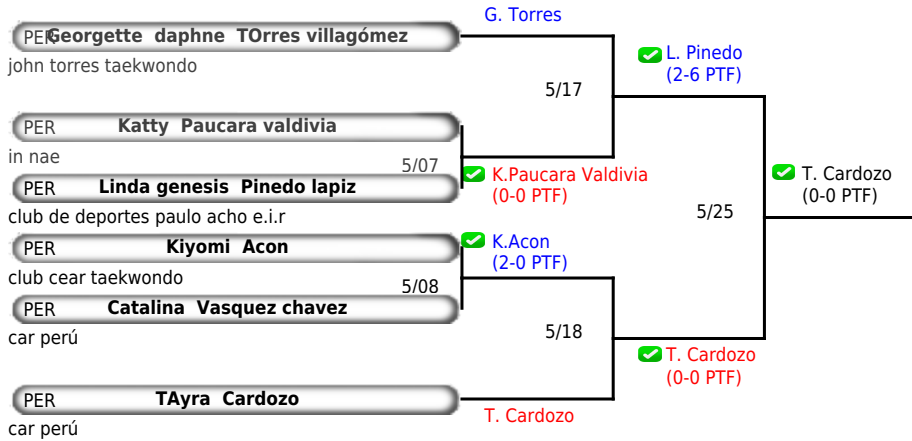 G. Torres
PER Georgette daphne TOrres villagómez
john torres taekwondo
L. Pinedo
(2-6 PTF)
5/17
PER Katty Paucara valdivia
in nae
5/07
K.Paucara Valdivia
(0-0 PTF)
T. Cardozo
(0-0 PTF)
PER Linda genesis Pinedo lapiz
club de deportes paulo acho e.i.r
5/25
PER Kiyomi Acon
K.Acon
(2-0 PTF)
club cear taekwondo
5/08
PER Catalina Vasquez chavez
car perú
5/18
T. Cardozo
(0-0 PTF)
PER TAyra Cardozo
T. Cardozo
car perú